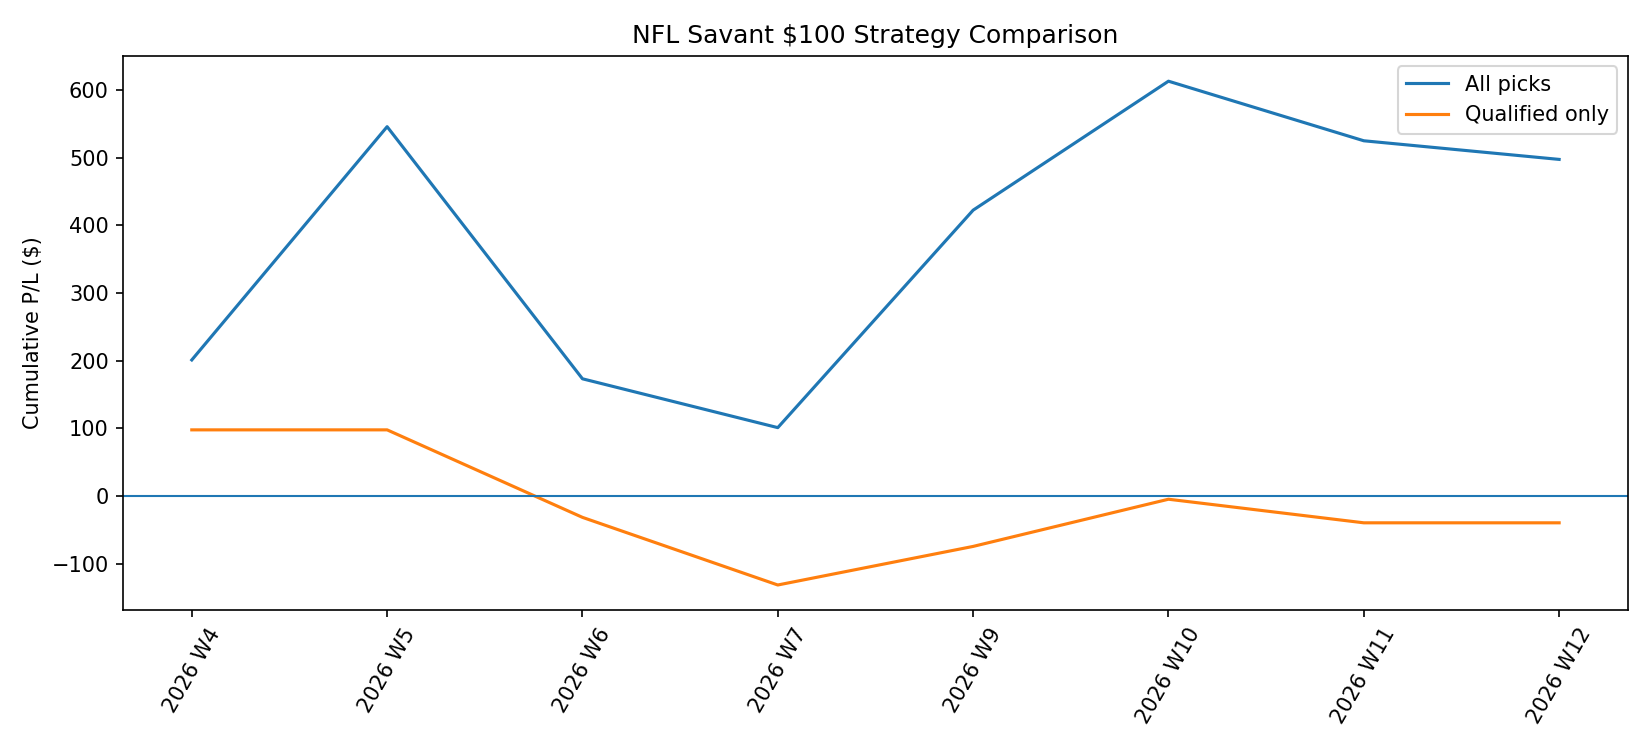 NFL Savant $100 Strategy Comparison
All picks
Qualified only
Cumulative P/L ($)
600
500
400
300
200
100
0
−100
2026 W4
2026 W5
2026 W6
2026 W7
2026 W9
2026 W10
2026 W11
2026 W12